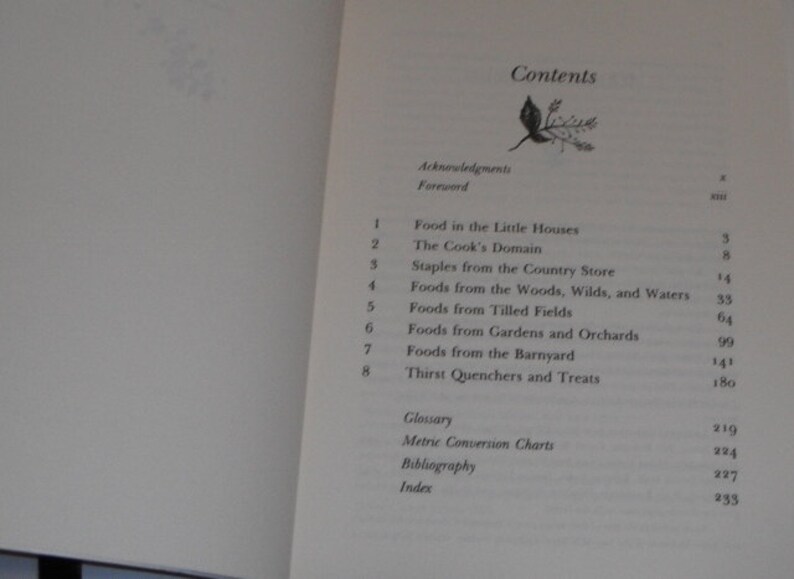 Contents
Acknowledgments x
Foreword xiii
1 Food in the Little Houses 3
2 The Cook's Domain 8
3 Staples from the Country Store 14
4 Foods from the Woods, Wilds, and Waters 33
5 Foods from Tilled Fields 64
6 Foods from Gardens and Orchards 99
7 Foods from the Barnyard 141
8 Thirst Quenchers and Treats 180
Glossary 219
Metric Conversion Charts 224
Bibliography 227
Index 233